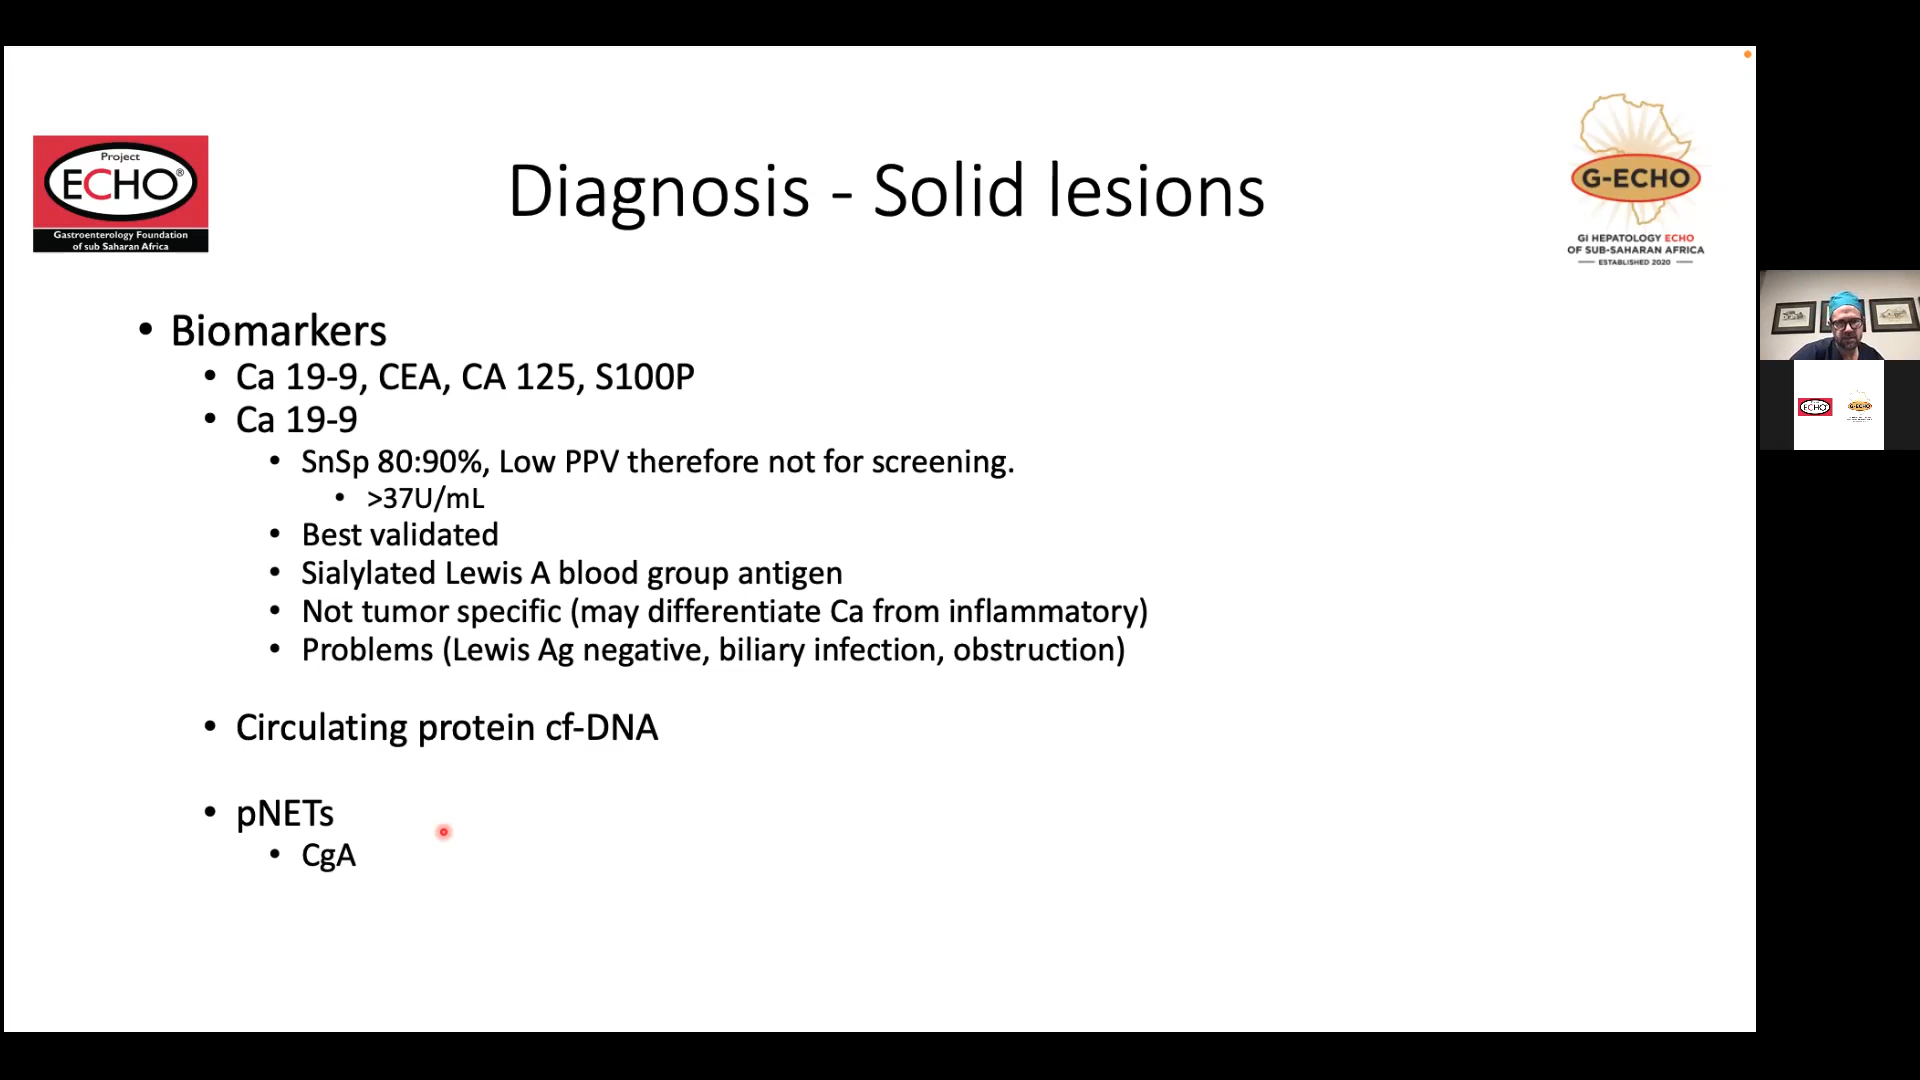 Project
ECHO®
Gastroenterology Foundation
of sub Saharan Africa
Diagnosis - Solid lesions
G-ECHO
GI HEPATOLOGY ECHO
OF SUB-SAHARAN AFRICA
ESTABLISHED 2020
• Biomarkers
• Ca 19-9, CEA, CA 125, S100P
• Ca 19-9
• SnSp 80:90%, Low PPV therefore not for screening.
• >37U/mL
• Best validated
• Sialylated Lewis A blood group antigen
• Not tumor specific (may differentiate Ca from inflammatory)
• Problems (Lewis Ag negative, biliary infection, obstruction)
• Circulating protein cf-DNA
• pNETs
• CgA
ECHO
G-ECHO